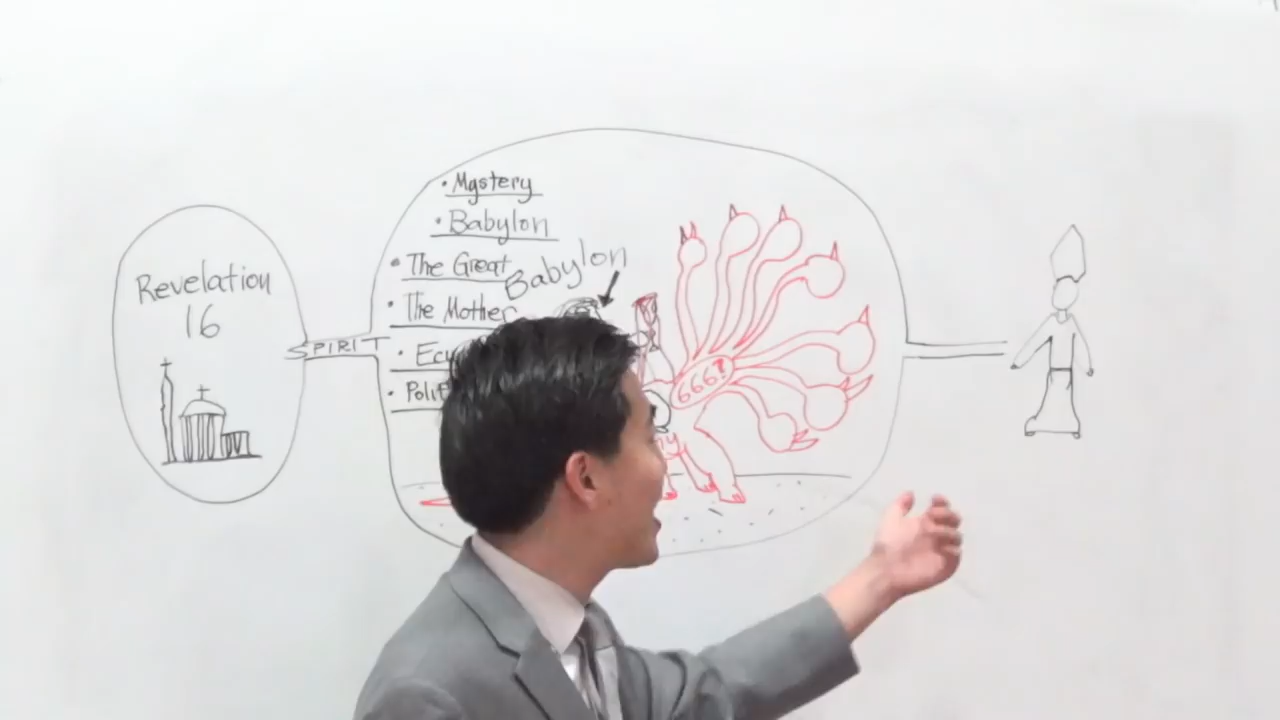 Revelation
16
SPIRIT
• Mystery
• Babylon
• The Great
• The Mother
Babylon
666?